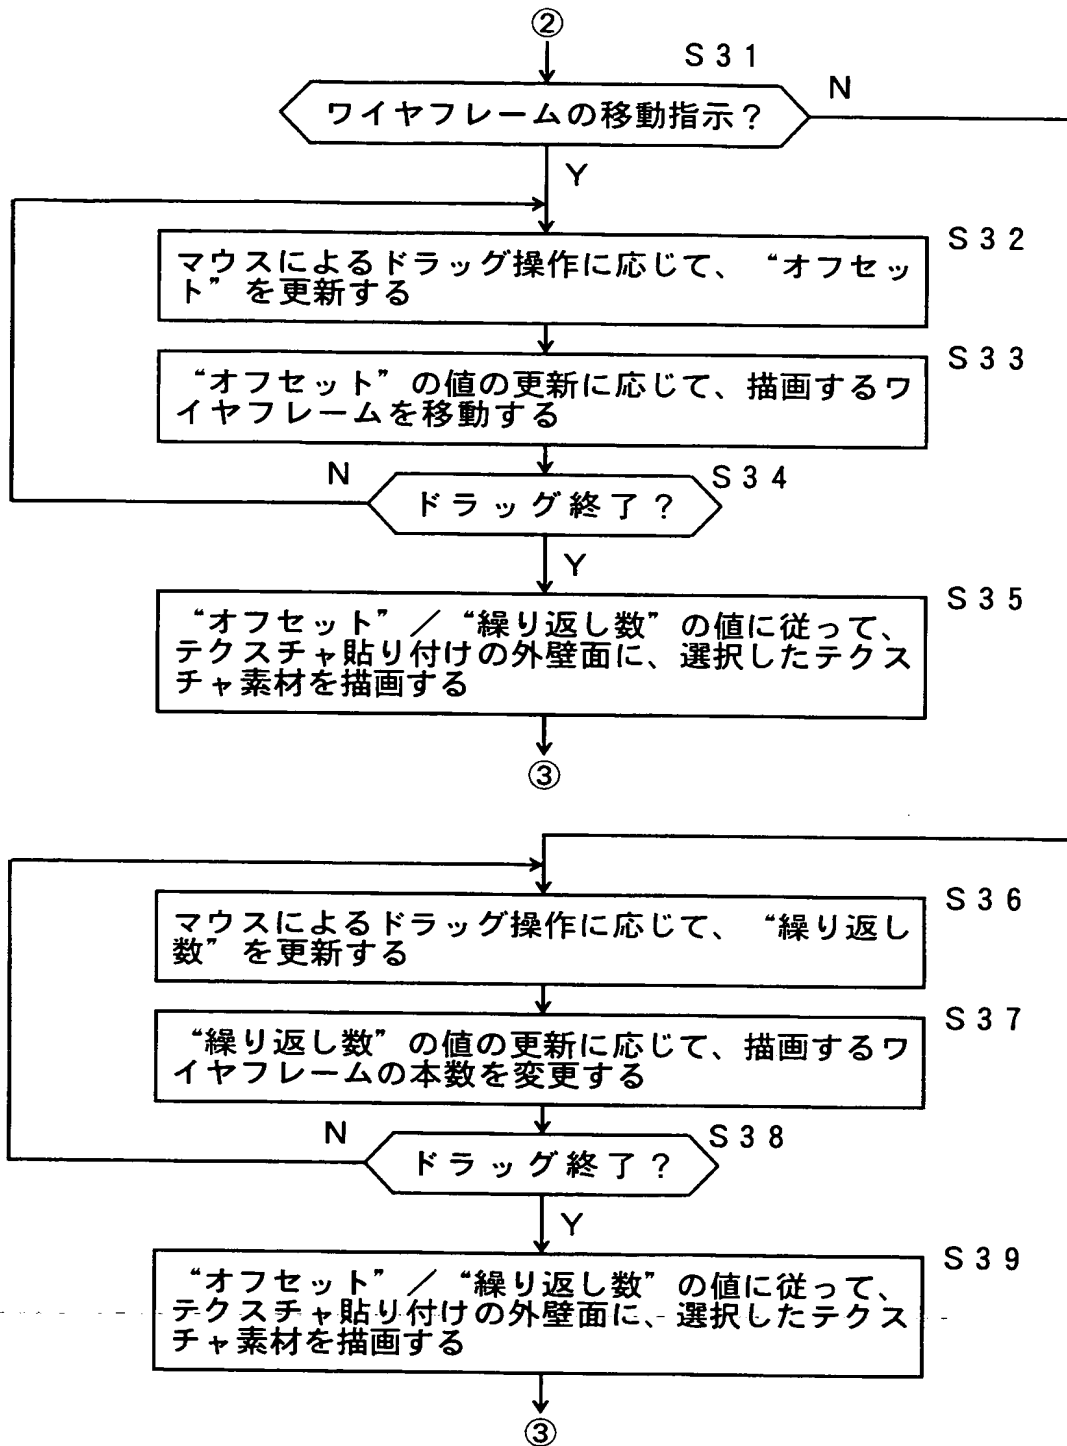 ②
S31
ワイヤフレームの移動指示？
N
Y
S32
マウスによるドラッグ操作に応じて、“オフセッ
ト”を更新する
S33
“オフセット”の値の更新に応じて、描画するワ
イヤフレームを移動する
N
S34
ドラッグ終了？
Y
S35
“オフセット”／“繰り返し数”の値に従って、
テクスチャ貼り付けの外壁面に、選択したテクス
チャ素材を描画する
③
S36
マウスによるドラッグ操作に応じて、“繰り返し
数”を更新する
S37
“繰り返し数”の値の更新に応じて、描画するワ
イヤフレームの本数を変更する
N
S38
ドラッグ終了？
Y
S39
“オフセット”／“繰り返し数”の値に従って、
テクスチャ貼り付けの外壁面に、選択したテクス
チャ素材を描画する
③